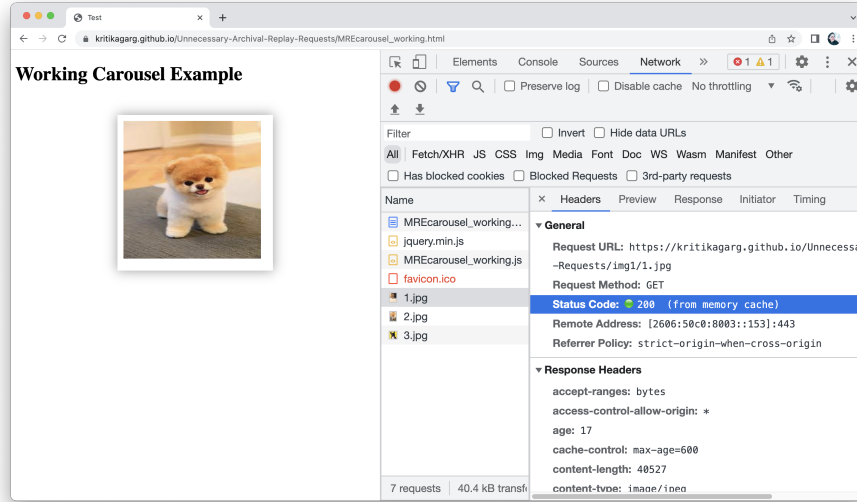 Test
kritikagarg.github.io/Unnecessary-Archival-Replay-Requests/MREcarousel_working.html
Working Carousel Example
Elements Console Sources Network 1 1
Preserve log Disable cache No throttling
Filter
Invert Hide data URLs
All Fetch/XHR JS CSS Img Media Font Doc WS Wasm Manifest Other
Has blocked cookies Blocked Requests 3rd-party requests
Name
Headers Preview Response Initiator Timing
MREcarousel_working...
jquery.min.js
MREcarousel_working.js
favicon.ico
1.jpg
2.jpg
3.jpg
General
Request URL: https://kritikagarg.github.io/Unnecessa
-Requests/img1/1.jpg
Request Method: GET
Status Code: 200 (from memory cache)
Remote Address: [2606:50c0:8003::153]:443
Referrer Policy: strict-origin-when-cross-origin
Response Headers
accept-ranges: bytes
access-control-allow-origin: *
age: 17
cache-control: max-age=600
content-length: 40527
content-type: image/jpeg
7 requests 40.4 kB transf